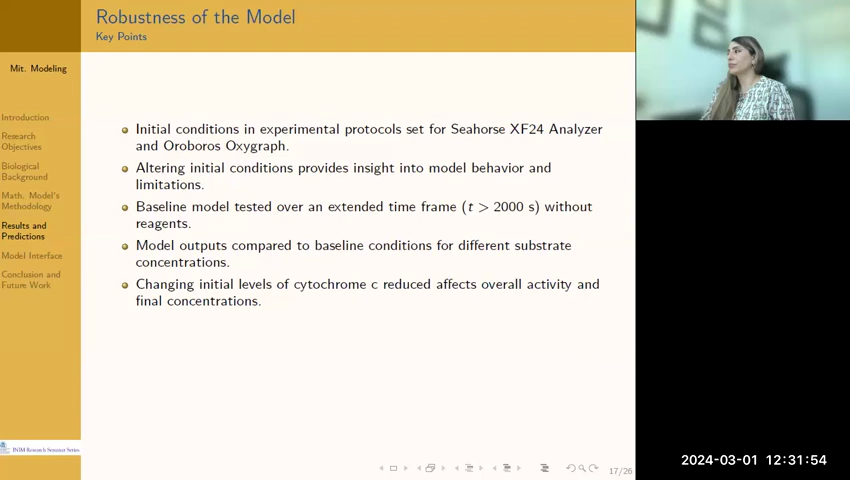 Robustness of the Model
Key Points
Mit. Modeling
Introduction
Research
Objectives
Biological
Background
Math. Model's
Methodology
Results and
Predictions
Model Interface
Conclusion and
Future Work
Initial conditions in experimental protocols set for Seahorse XF24 Analyzer
and Oroboros Oxygraph.
Altering initial conditions provides insight into model behavior and
limitations.
Baseline model tested over an extended time frame (t > 2000 s) without
reagents.
Model outputs compared to baseline conditions for different substrate
concentrations.
Changing initial levels of cytochrome c reduced affects overall activity and
final concentrations.
Research Seminar Series
17/26
2024-03-01 12:31:54